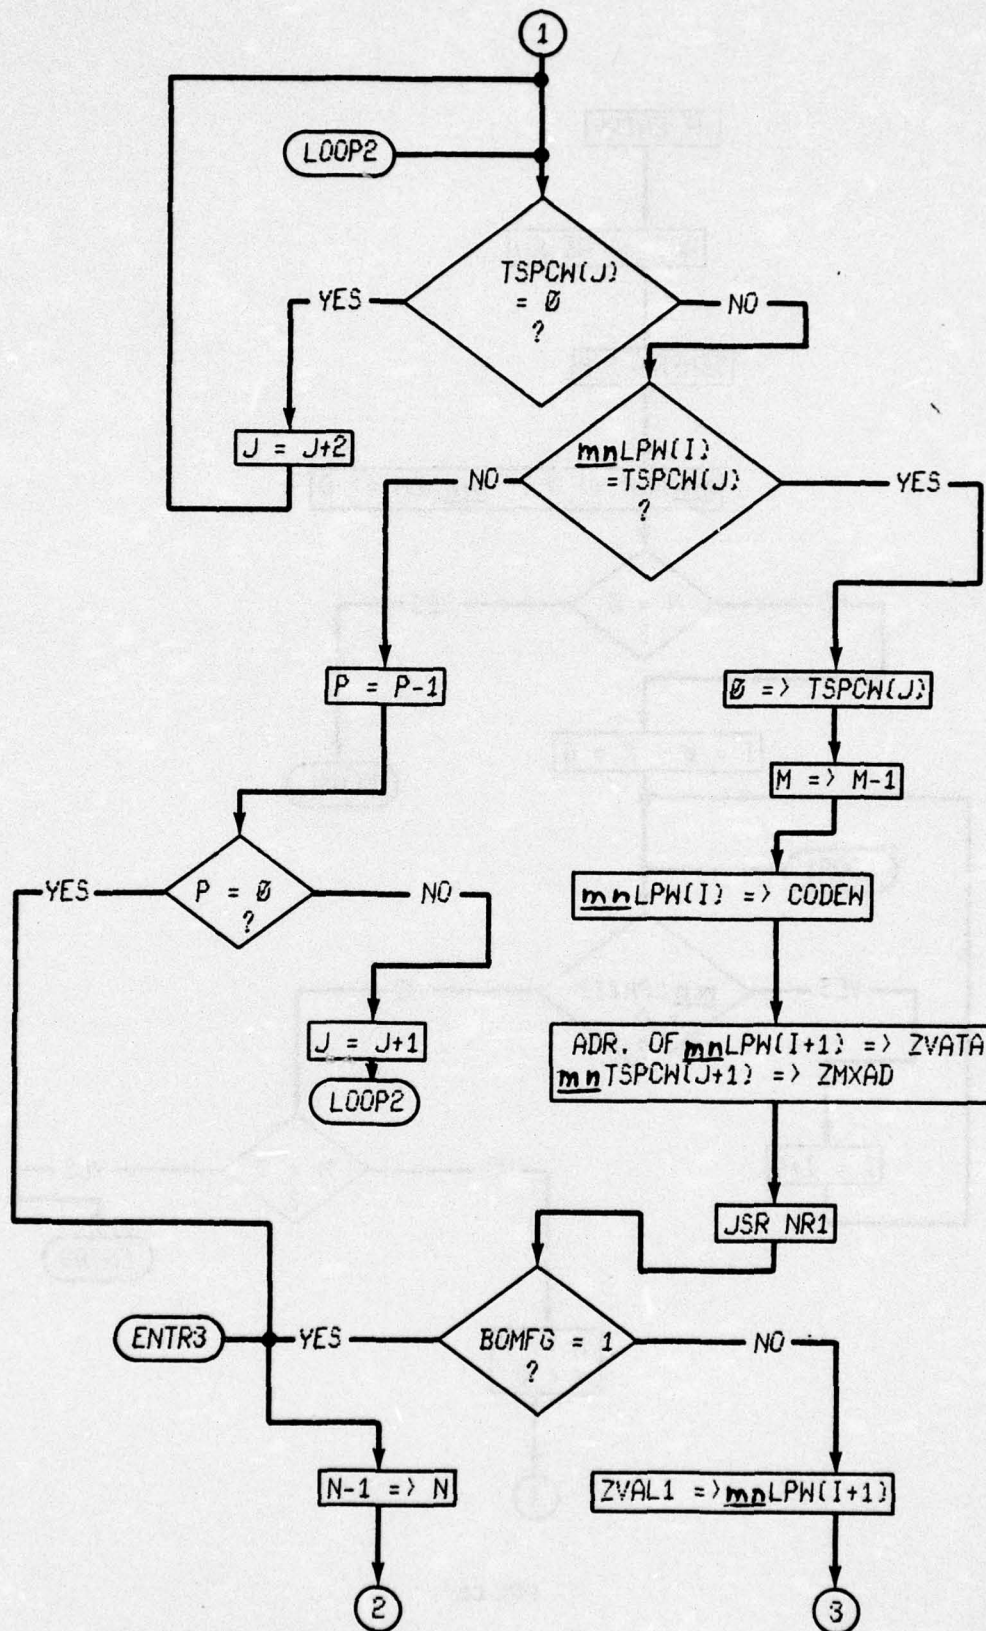 1
LOOP2
TSPCW(J)
= Ø
?
YES
NO
J = J+2
mnLPW(I)
=TSPCW(J)
?
NO
YES
P = P-1
Ø => TSPCW(J)
M => M-1
P = Ø
?
YES
NO
mnLPW(I) => CODEW
J = J+1
LOOP2
ADR. OF mnLPW(I+1) => ZVATA
mnTSPCW(J+1) => ZMXAD
JSR NR1
ENTR3
YES
BOMFG = 1
?
NO
N-1 => N
ZVAL1 =>mnLPW(I+1)
2
3